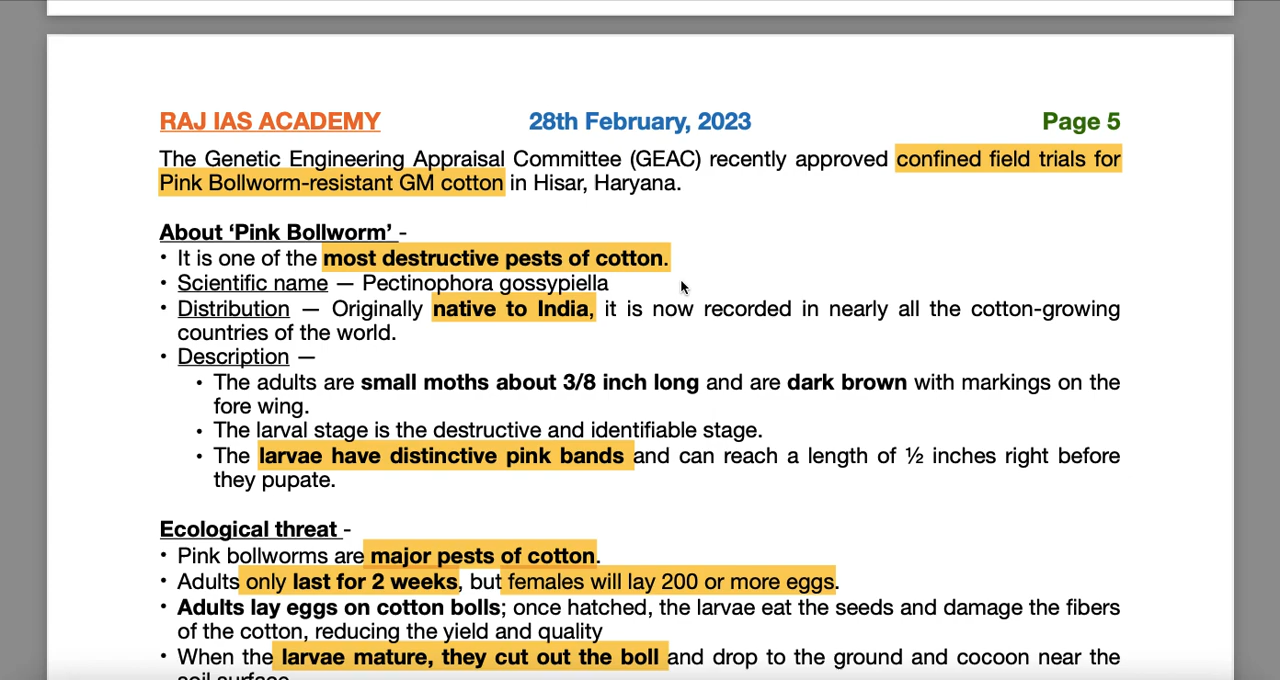 RAJ IAS ACADEMY 28th February, 2023 Page 5
The Genetic Engineering Appraisal Committee (GEAC) recently approved confined field trials for
Pink Bollworm-resistant GM cotton in Hisar, Haryana.
About ‘Pink Bollworm’ -
• It is one of the most destructive pests of cotton.
• Scientific name — Pectinophora gossypiella
• Distribution — Originally native to India, it is now recorded in nearly all the cotton-growing
countries of the world.
• Description —
• The adults are small moths about 3/8 inch long and are dark brown with markings on the
fore wing.
• The larval stage is the destructive and identifiable stage.
• The larvae have distinctive pink bands and can reach a length of ½ inches right before
they pupate.
Ecological threat -
• Pink bollworms are major pests of cotton.
• Adults only last for 2 weeks, but females will lay 200 or more eggs.
• Adults lay eggs on cotton bolls; once hatched, the larvae eat the seeds and damage the fibers
of the cotton, reducing the yield and quality
• When the larvae mature, they cut out the boll and drop to the ground and cocoon near the
soil surface